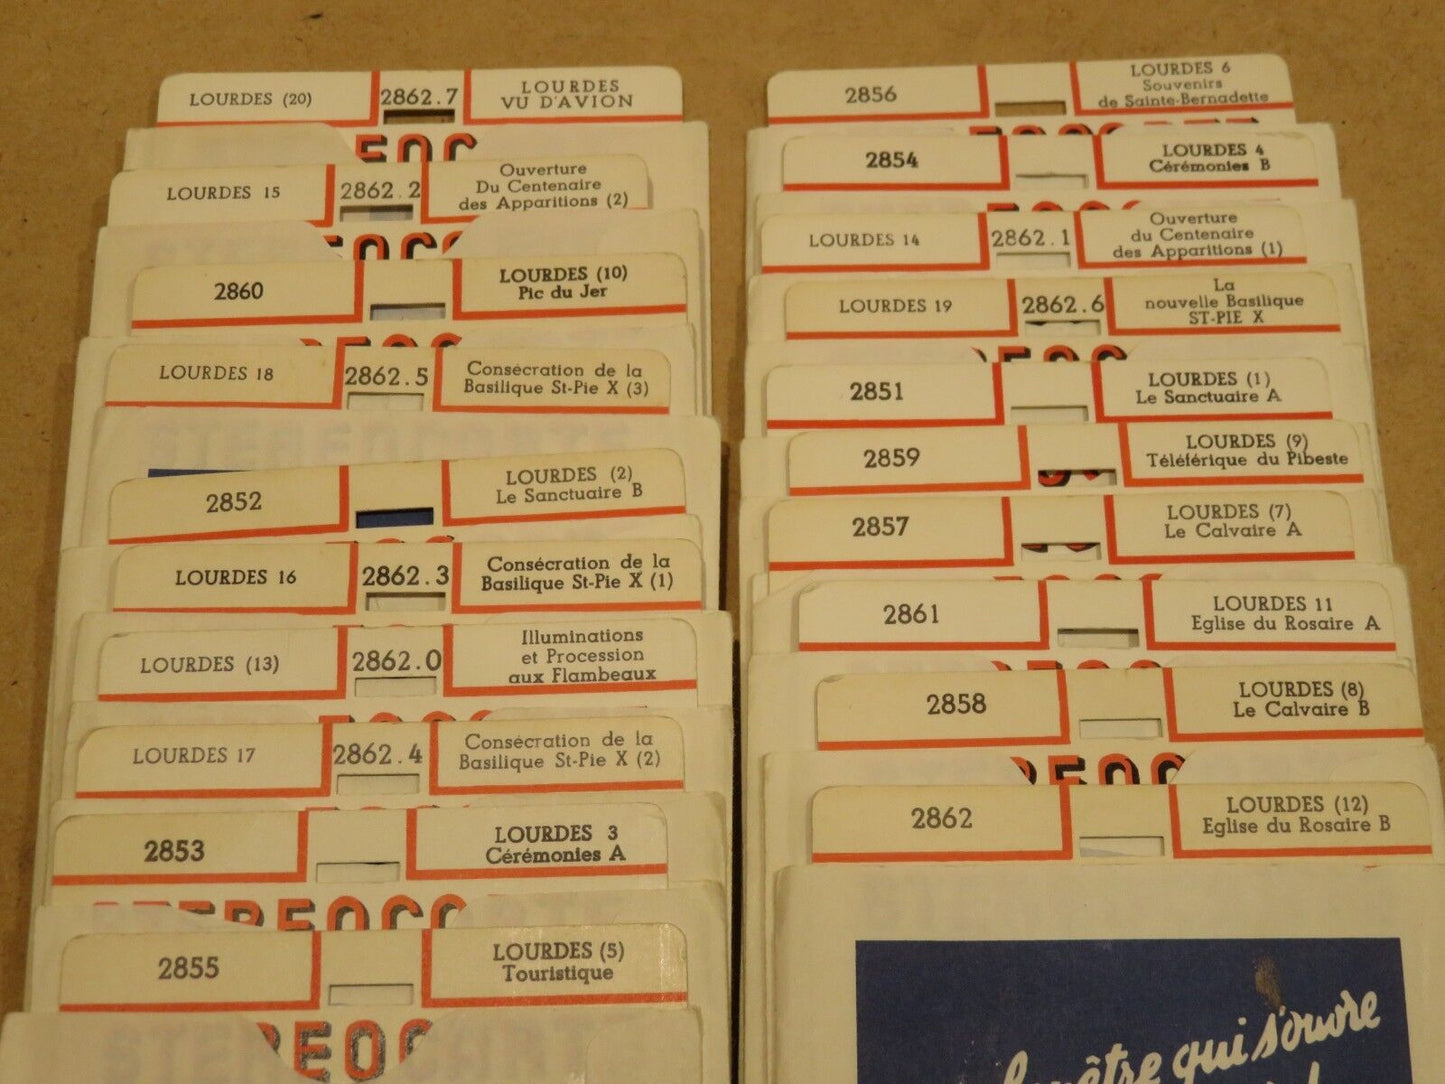 LOURDES (20)
2862.7
LOURDES
VU D'AVION
LOURDES 15
2862.2
Ouverture
Du Centenaire
des Apparitions (2)
2860
LOURDES (10)
Pic du Jer
LOURDES 18
2862.5
Consécration de la
Basilique St-Pie X (3)
2852
LOURDES (2)
Le Sanctuaire B
LOURDES 16
2862.3
Consécration de la
Basilique St-Pie X (1)
LOURDES (13)
2862.0
Illuminations
et Procession
aux Flambeaux
LOURDES 17
2862.4
Consécration de la
Basilique St-Pie X (2)
2853
LOURDES 3
Cérémonies A
2855
LOURDES (5)
Touristique
2856
LOURDES 6
Souvenirs
de Sainte-Bernadette
2854
LOURDES 4
Cérémonies B
LOURDES 14
2862.1
Ouverture
du Centenaire
des Apparitions (1)
LOURDES 19
2862.6
La
nouvelle Basilique
ST-PIE X
2851
LOURDES (1)
Le Sanctuaire A
2859
LOURDES (9)
Téléférique du Pibeste
2857
LOURDES (7)
Le Calvaire A
2861
LOURDES 11
Eglise du Rosaire A
2858
LOURDES (8)
Le Calvaire B
2862
LOURDES (12)
Eglise du Rosaire B
qui s'ouvre